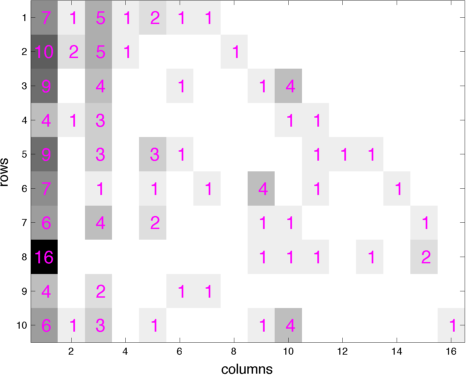 1 7 1 5 1 2 1 1
2 10 2 5 1 1
3 9 4 1 1 4
4 4 1 3 1 1
5 9 3 3 1 1 1 1
6 7 1 1 1 4 1 1
7 6 4 2 1 1 1
8 16 1 1 1 1 2
9 4 2 1 1
10 6 1 3 1 1 4 1
2 4 6 8 10 12 14 16
columns
rows